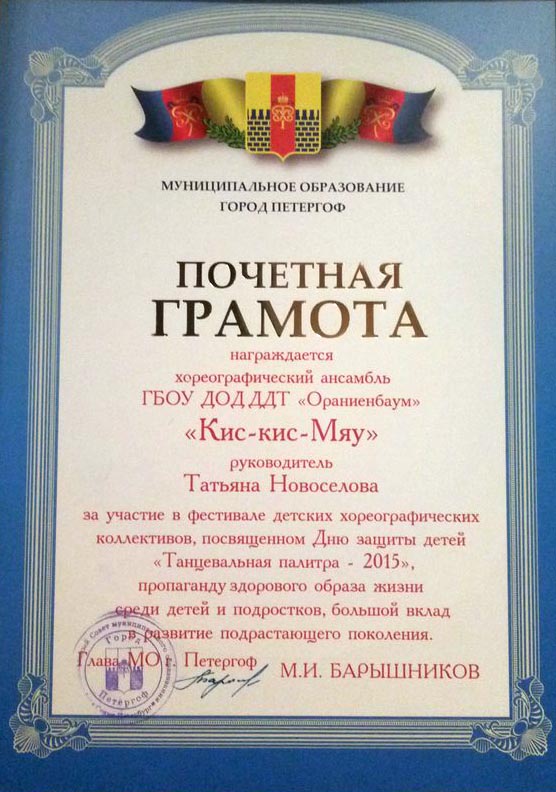 МУНИЦИПАЛЬНОЕ ОБРАЗОВАНИЕ
ГОРОД ПЕТЕРГОФ
ПОЧЕТНАЯ
ГРАМОТА
награждается
хореографический ансамбль
ГБОУ ДОД ДДТ «Ораниенбаум»
«Кис-кис-Мяу»
руководитель
Татьяна Новоселова
за участие в фестивале детских хореографических
коллективов, посвященном Дню защиты детей
«Танцевальная палитра - 2015»,
пропаганду здорового образа жизни
среди детей и подростков, большой вклад
в развитие подрастающего поколения.
Глава МО г. Петергоф М.И. БАРЫШНИКОВ
Город
Петергоф